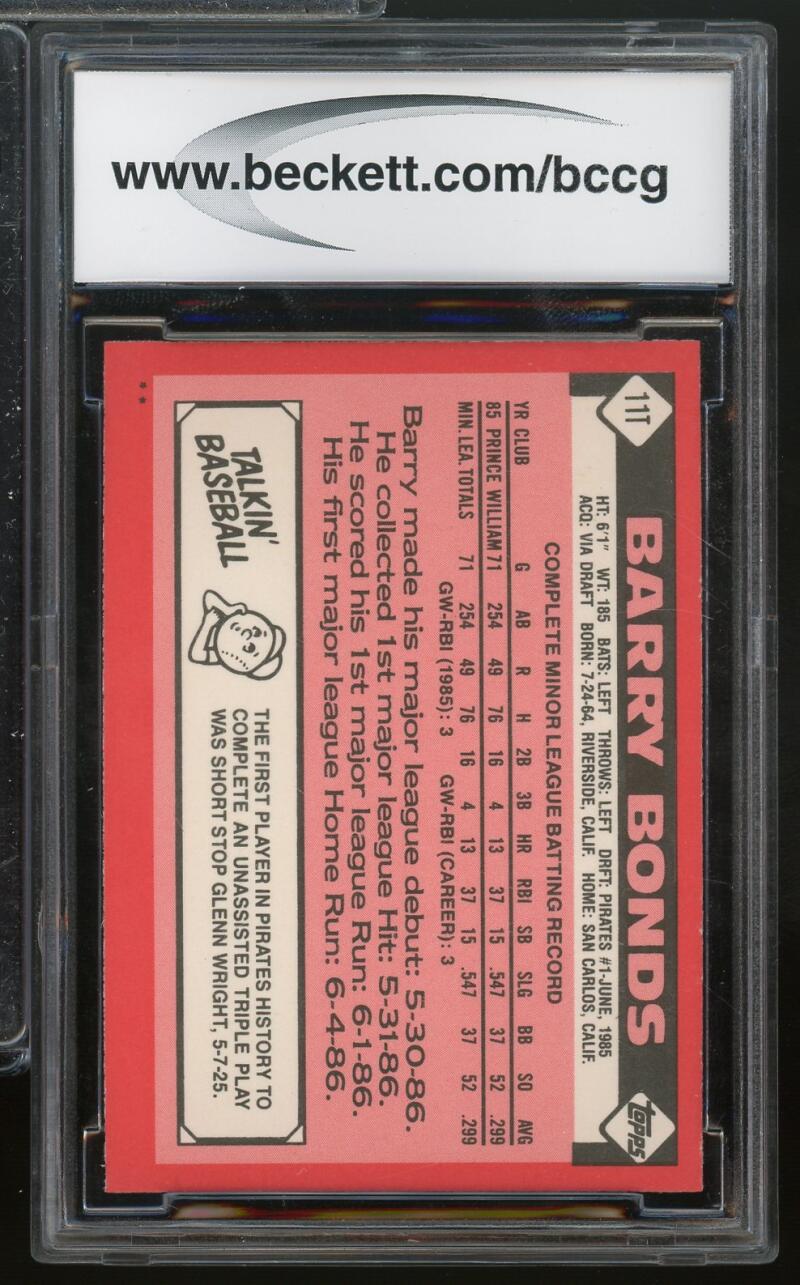 www.beckett.com/bccg
11T
BARRY BONDS
topps
HT: 6'1" WT: 185 BATS: LEFT THROWS: LEFT DRFT: PIRATES #1-JUNE, 1985
ACQ: VIA DRAFT BORN: 7-24-64, RIVERSIDE, CALIF. HOME: SAN CARLOS, CALIF.
COMPLETE MINOR LEAGUE BATTING RECORD
YR CLUB G AB R H 2B 3B HR RBI SB SLG BB SO AVG
85 PRINCE WILLIAM 71 254 49 76 16 4 13 37 15 .547 37 52 .299
MIN. LEA. TOTALS 71 254 49 76 16 4 13 37 15 .547 37 52 .299
GW-RBI (1985): 3 GW-RBI (CAREER): 3
Barry made his major league debut: 5-30-86.
He collected 1st major league Hit: 5-31-86.
He scored his 1st major league Run: 6-1-86.
His first major league Home Run: 6-4-86.
TALKIN'
BASEBALL
THE FIRST PLAYER IN PIRATES HISTORY TO
COMPLETE AN UNASSISTED TRIPLE PLAY
WAS SHORT STOP GLENN WRIGHT, 5-7-25.
**